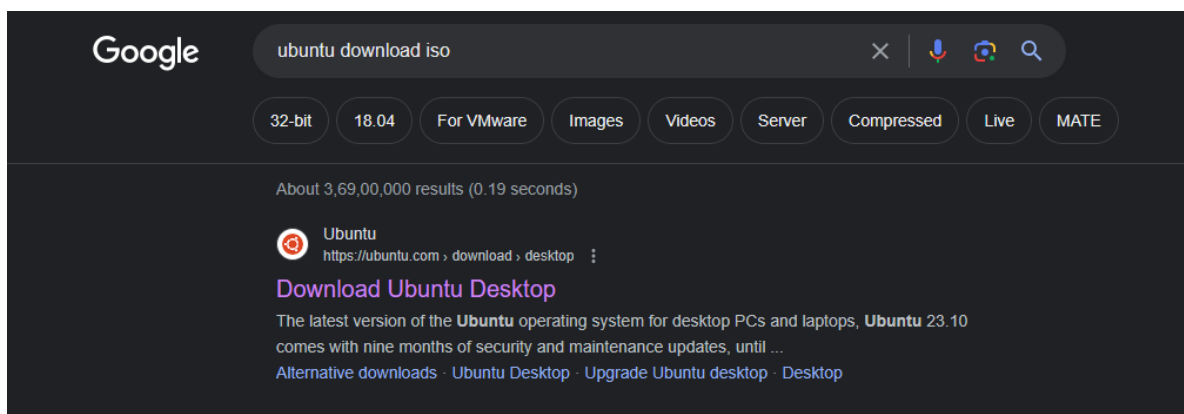 Google
ubuntu download iso
32-bit 18.04 For VMware Images Videos Server Compressed Live MATE
About 3,69,00,000 results (0.19 seconds)
Ubuntu
https://ubuntu.com › download › desktop
Download Ubuntu Desktop
The latest version of the Ubuntu operating system for desktop PCs and laptops, Ubuntu 23.10
comes with nine months of security and maintenance updates, until ...
Alternative downloads · Ubuntu Desktop · Upgrade Ubuntu desktop · Desktop